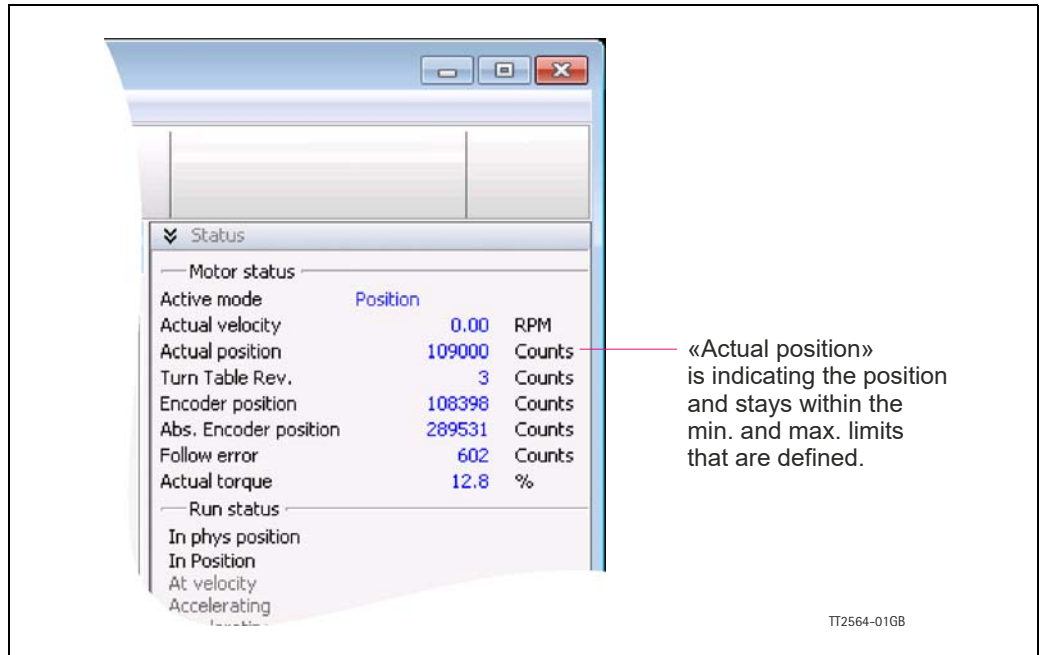 Status
Motor status
Active mode Position
Actual velocity 0.00 RPM
Actual position 109000 Counts
Turn Table Rev. 3 Counts
Encoder position 108398 Counts
Abs. Encoder position 289531 Counts
Follow error 602 Counts
Actual torque 12.8 %
Run status
In phys position
In Position
At velocity
Accelerating
«Actual position»
is indicating the position
and stays within the
min. and max. limits
that are defined.
TT2564-01GB